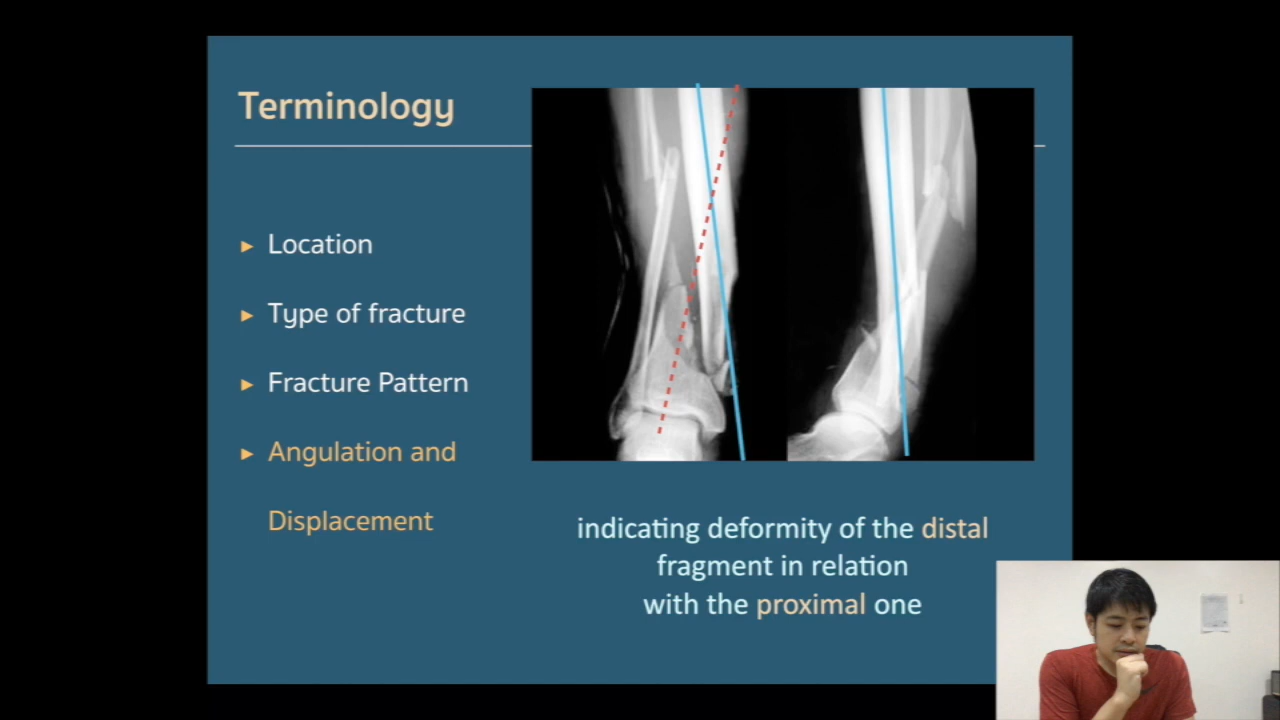 Terminology
Location
Type of fracture
Fracture Pattern
Angulation and
Displacement
indicating deformity of the distal
fragment in relation
with the proximal one